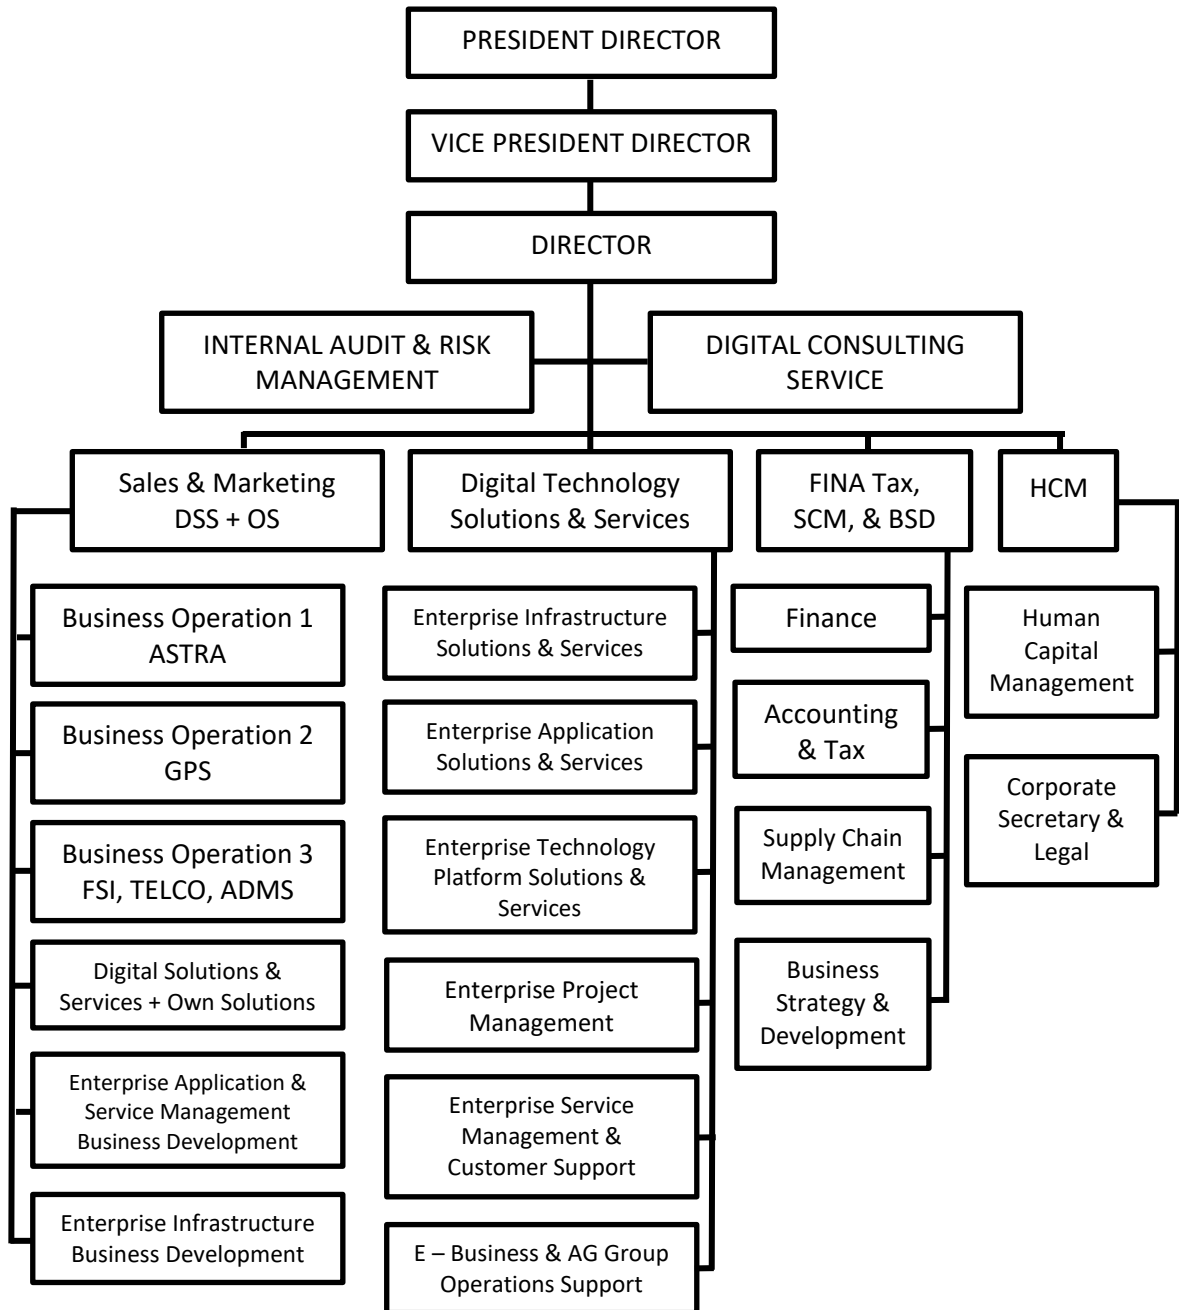 PRESIDENT DIRECTOR
VICE PRESIDENT DIRECTOR
DIRECTOR
INTERNAL AUDIT & RISK
MANAGEMENT
DIGITAL CONSULTING
SERVICE
Sales & Marketing
DSS + OS
Digital Technology
Solutions & Services
FINA Tax,
SCM, & BSD
HCM
Business Operation 1
ASTRA
Business Operation 2
GPS
Business Operation 3
FSI, TELCO, ADMS
Digital Solutions &
Services + Own Solutions
Enterprise Application &
Service Management
Business Development
Enterprise Infrastructure
Business Development
Enterprise Infrastructure
Solutions & Services
Enterprise Application
Solutions & Services
Enterprise Technology
Platform Solutions &
Services
Enterprise Project
Management
Enterprise Service
Management &
Customer Support
E – Business & AG Group
Operations Support
Finance
Accounting
& Tax
Supply Chain
Management
Business
Strategy &
Development
Human
Capital
Management
Corporate
Secretary &
Legal